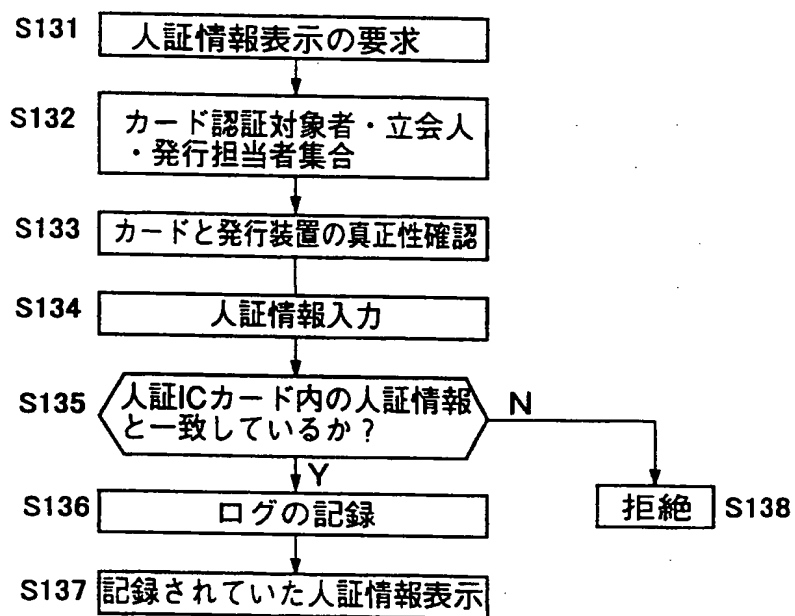 S131
人証情報表示の要求
S132
カード認証対象者・立会人
・発行担当者集合
S133
カードと発行装置の真正性確認
S134
人証情報入力
S135
人証ICカード内の人証情報
と一致しているか？
N
Y
S136
ログの記録
拒絶
S138
S137
記録されていた人証情報表示